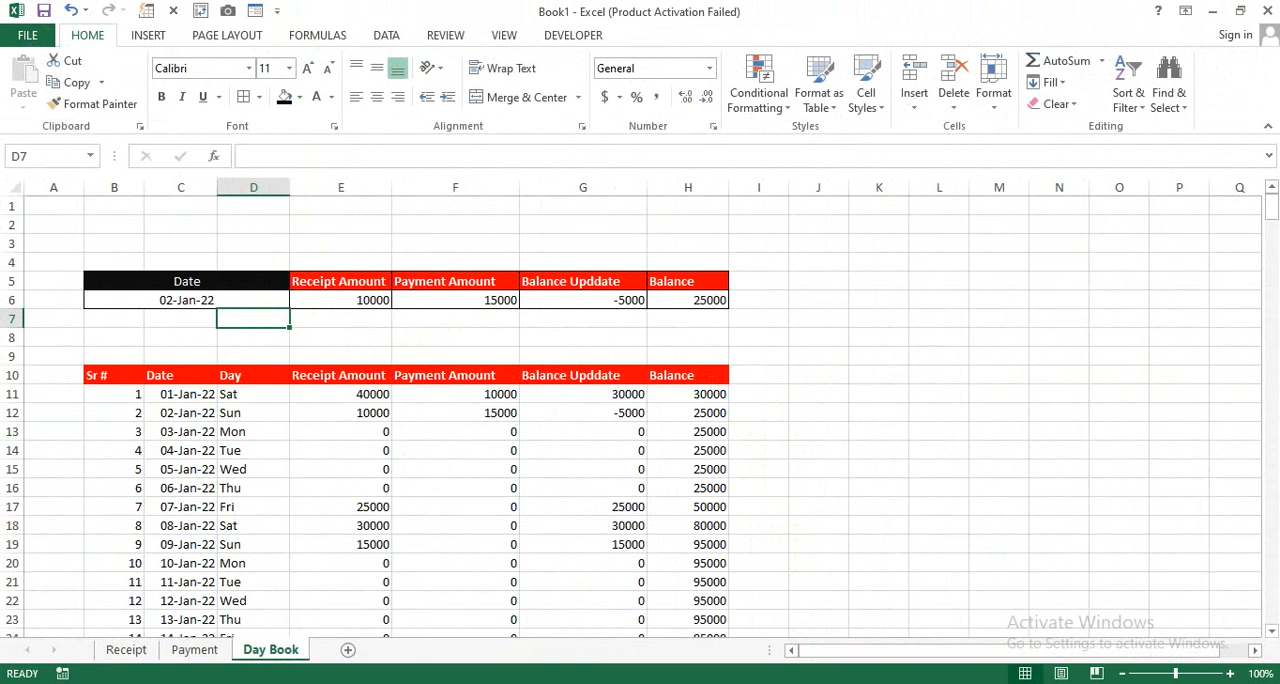 Book1 - Excel (Product Activation Failed)
FILE HOME INSERT PAGE LAYOUT FORMULAS DATA REVIEW VIEW DEVELOPER Sign in
Cut
Copy
Format Painter
Paste
Clipboard
Calibri 11
B I U
Font
Wrap Text
Merge & Center
Alignment
General
$ % ,
Number
Conditional Formatting
Format as Table
Cell Styles
Styles
Insert Delete Format
Cells
AutoSum
Fill
Clear
Sort & Filter
Find & Select
Editing
D7 fx
A B C D E F G H I J K L M N O P Q
1
2
3
4
5 Date Receipt Amount Payment Amount Balance Upddate Balance
6 02-Jan-22 10000 15000 -5000 25000
7
8
9
10 Sr # Date Day Receipt Amount Payment Amount Balance Upddate Balance
11 1 01-Jan-22 Sat 40000 10000 30000 30000
12 2 02-Jan-22 Sun 10000 15000 -5000 25000
13 3 03-Jan-22 Mon 0 0 0 25000
14 4 04-Jan-22 Tue 0 0 0 25000
15 5 05-Jan-22 Wed 0 0 0 25000
16 6 06-Jan-22 Thu 0 0 0 25000
17 7 07-Jan-22 Fri 25000 0 25000 50000
18 8 08-Jan-22 Sat 30000 0 30000 80000
19 9 09-Jan-22 Sun 15000 0 15000 95000
20 10 10-Jan-22 Mon 0 0 0 95000
21 11 11-Jan-22 Tue 0 0 0 95000
22 12 12-Jan-22 Wed 0 0 0 95000
23 13 13-Jan-22 Thu 0 0 0 95000
Activate Windows
Go to Settings to activate Windows.
Receipt Payment Day Book
READY 100%